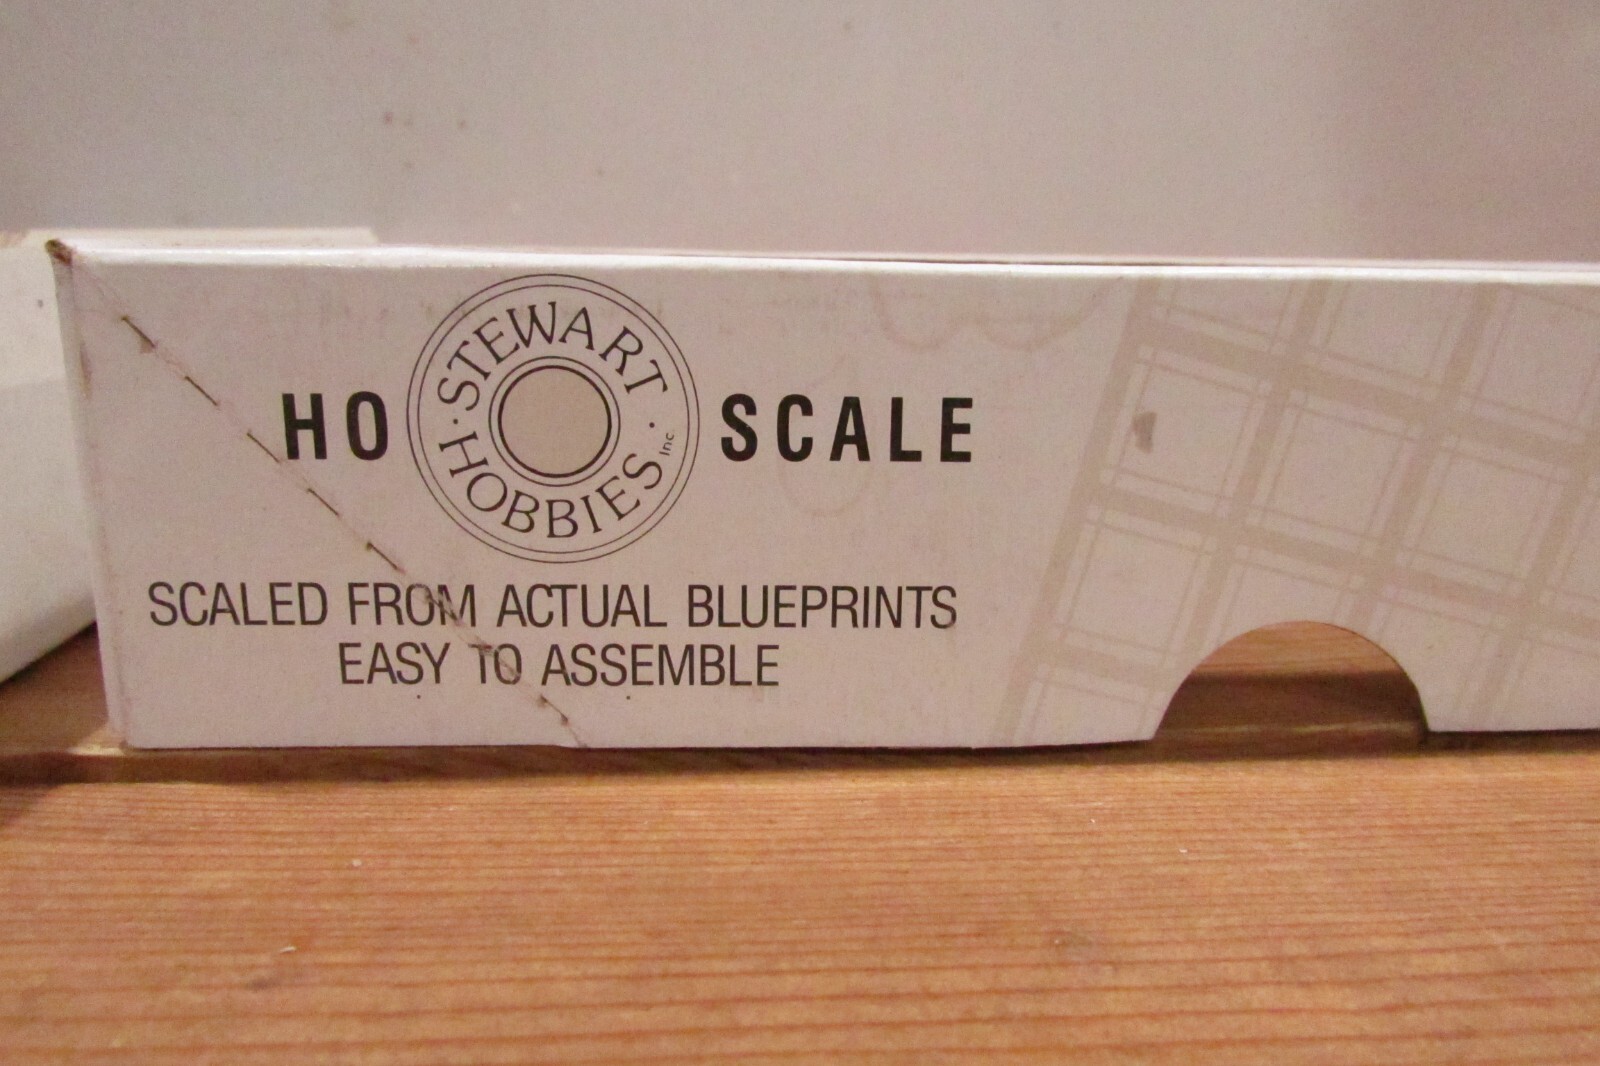 HO SCALE
STEWART
HOBBIES Inc
SCALED FROM ACTUAL BLUEPRINTS
EASY TO ASSEMBLE